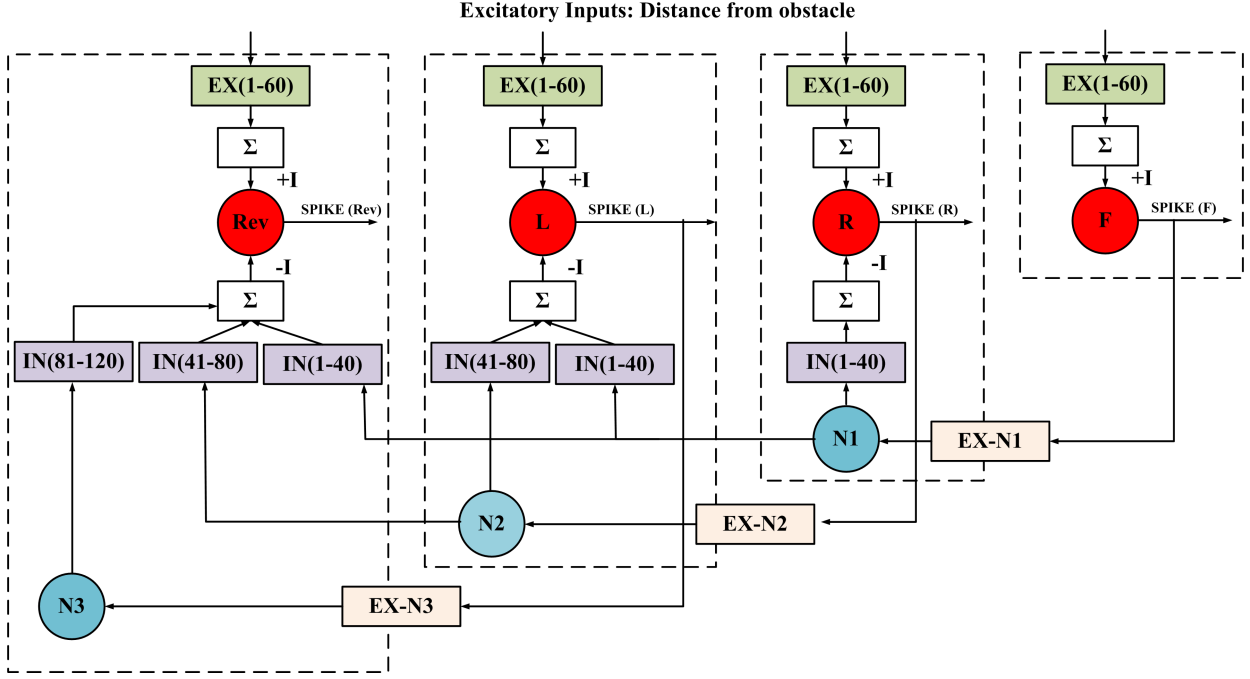 Excitatory Inputs: Distance from obstacle
EX(1-60)
EX(1-60)
EX(1-60)
EX(1-60)
Σ
Σ
Σ
Σ
+I
+I
+I
+I
Rev
SPIKE (Rev)
L
SPIKE (L)
R
SPIKE (R)
F
SPIKE (F)
-I
-I
-I
Σ
Σ
Σ
IN(81-120)
IN(41-80)
IN(1-40)
IN(41-80)
IN(1-40)
IN(1-40)
N1
EX-N1
N2
EX-N2
N3
EX-N3